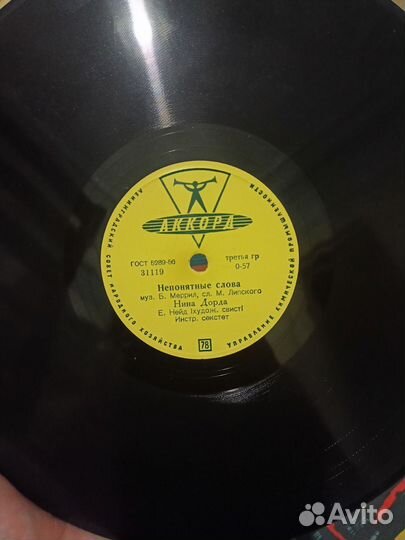 ЛЕНИНГРАДСКИЙ СОВЕТ НАРОДНОГО ХОЗЯЙСТВА
УПРАВЛЕНИЕ ХИМИЧЕСКОЙ ПРОМЫШЛЕННОСТИ
АККОРД
ГОСТ 5289-56 третья гр
31119 0-57
Непонятные слова
муз. Б. Меррил, сл. М. Липского
Нина Дорда
Е. Нейд (худож. свист)
Инстр. секстет
78
Avito